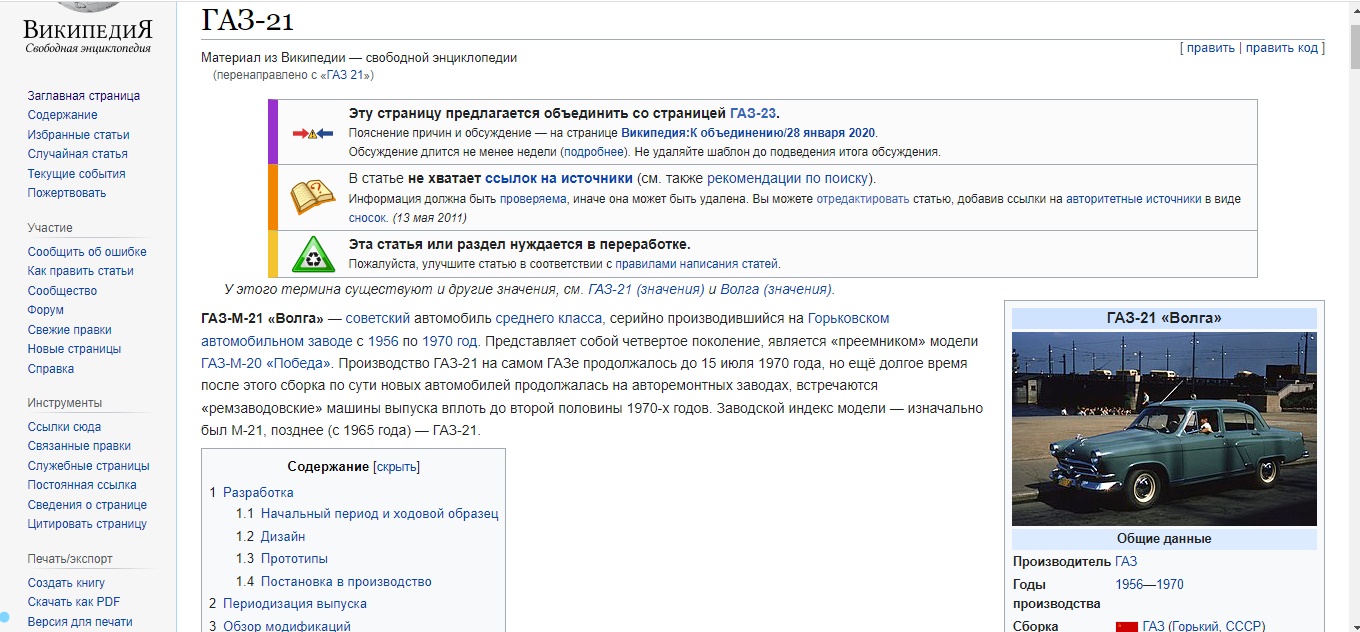 ВикипедиЯ
Свободная энциклопедия
Заглавная страница
Содержание
Избранные статьи
Случайная статья
Текущие события
Пожертвовать
Участие
Сообщить об ошибке
Как править статьи
Сообщество
Форум
Свежие правки
Новые страницы
Справка
Инструменты
Ссылки сюда
Связанные правки
Служебные страницы
Постоянная ссылка
Сведения о странице
Цитировать страницу
Печать/экспорт
Создать книгу
Скачать как PDF
Версия для печати
ГАЗ-21
[ править | править код ]
Материал из Википедии — свободной энциклопедии
(перенаправлено с «ГАЗ 21»)
Эту страницу предлагается объединить со страницей ГАЗ-23.
Пояснение причин и обсуждение — на странице Википедия:К объединению/28 января 2020.
Обсуждение длится не менее недели (подробнее). Не удаляйте шаблон до подведения итога обсуждения.
В статье не хватает ссылок на источники (см. также рекомендации по поиску).
Информация должна быть проверяема, иначе она может быть удалена. Вы можете отредактировать статью, добавив ссылки на авторитетные источники в виде
сносок. (13 мая 2011)
Эта статья или раздел нуждается в переработке.
Пожалуйста, улучшите статью в соответствии с правилами написания статей.
У этого термина существуют и другие значения, см. ГАЗ-21 (значения) и Волга (значения).
ГАЗ-М-21 «Волга» — советский автомобиль среднего класса, серийно производившийся на Горьковском
автомобильном заводе с 1956 по 1970 год. Представляет собой четвертое поколение, является «преемником» модели
ГАЗ-М-20 «Победа». Производство ГАЗ-21 на самом ГАЗе продолжалось до 15 июля 1970 года, но ещё долгое время
после этого сборка по сути новых автомобилей продолжалась на авторемонтных заводах, встречаются
«ремзаводовские» машины выпуска вплоть до второй половины 1970-х годов. Заводской индекс модели — изначально
был М-21, позднее (с 1965 года) — ГАЗ-21.
Содержание [скрыть]
1 Разработка
1.1 Начальный период и ходовой образец
1.2 Дизайн
1.3 Прототипы
1.4 Постановка в производство
2 Периодизация выпуска
3 Обзор модификаций
ГАЗ-21 «Волга»
Общие данные
Производитель ГАЗ
Годы 1956—1970
производства
Сборка ГАЗ (Горький, СССР)